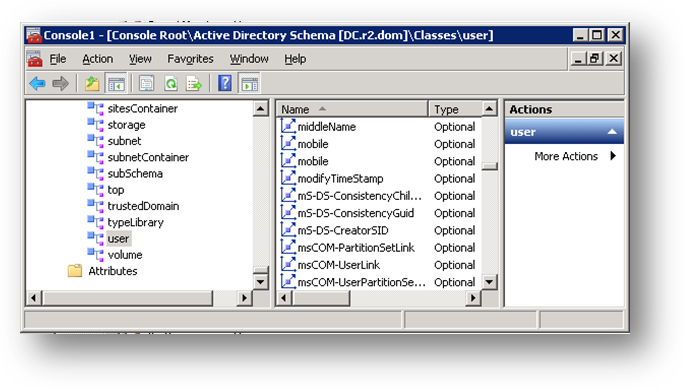 Console1 - [Console Root\Active Directory Schema [DC.r2.dom]\Classes\user]
File Action View Favorites Window Help
sitesContainer
storage
subnet
subnetContainer
subSchema
top
trustedDomain
typeLibrary
user
volume
Attributes
Name Type
middleName Optional
mobile Optional
mobile Optional
modifyTimeStamp Optional
mS-DS-ConsistencyChil... Optional
mS-DS-ConsistencyGuid Optional
mS-DS-CreatorSID Optional
msCOM-PartitionSetLink Optional
msCOM-UserLink Optional
msCOM-UserPartitionSe... Optional
Actions
user
More Actions